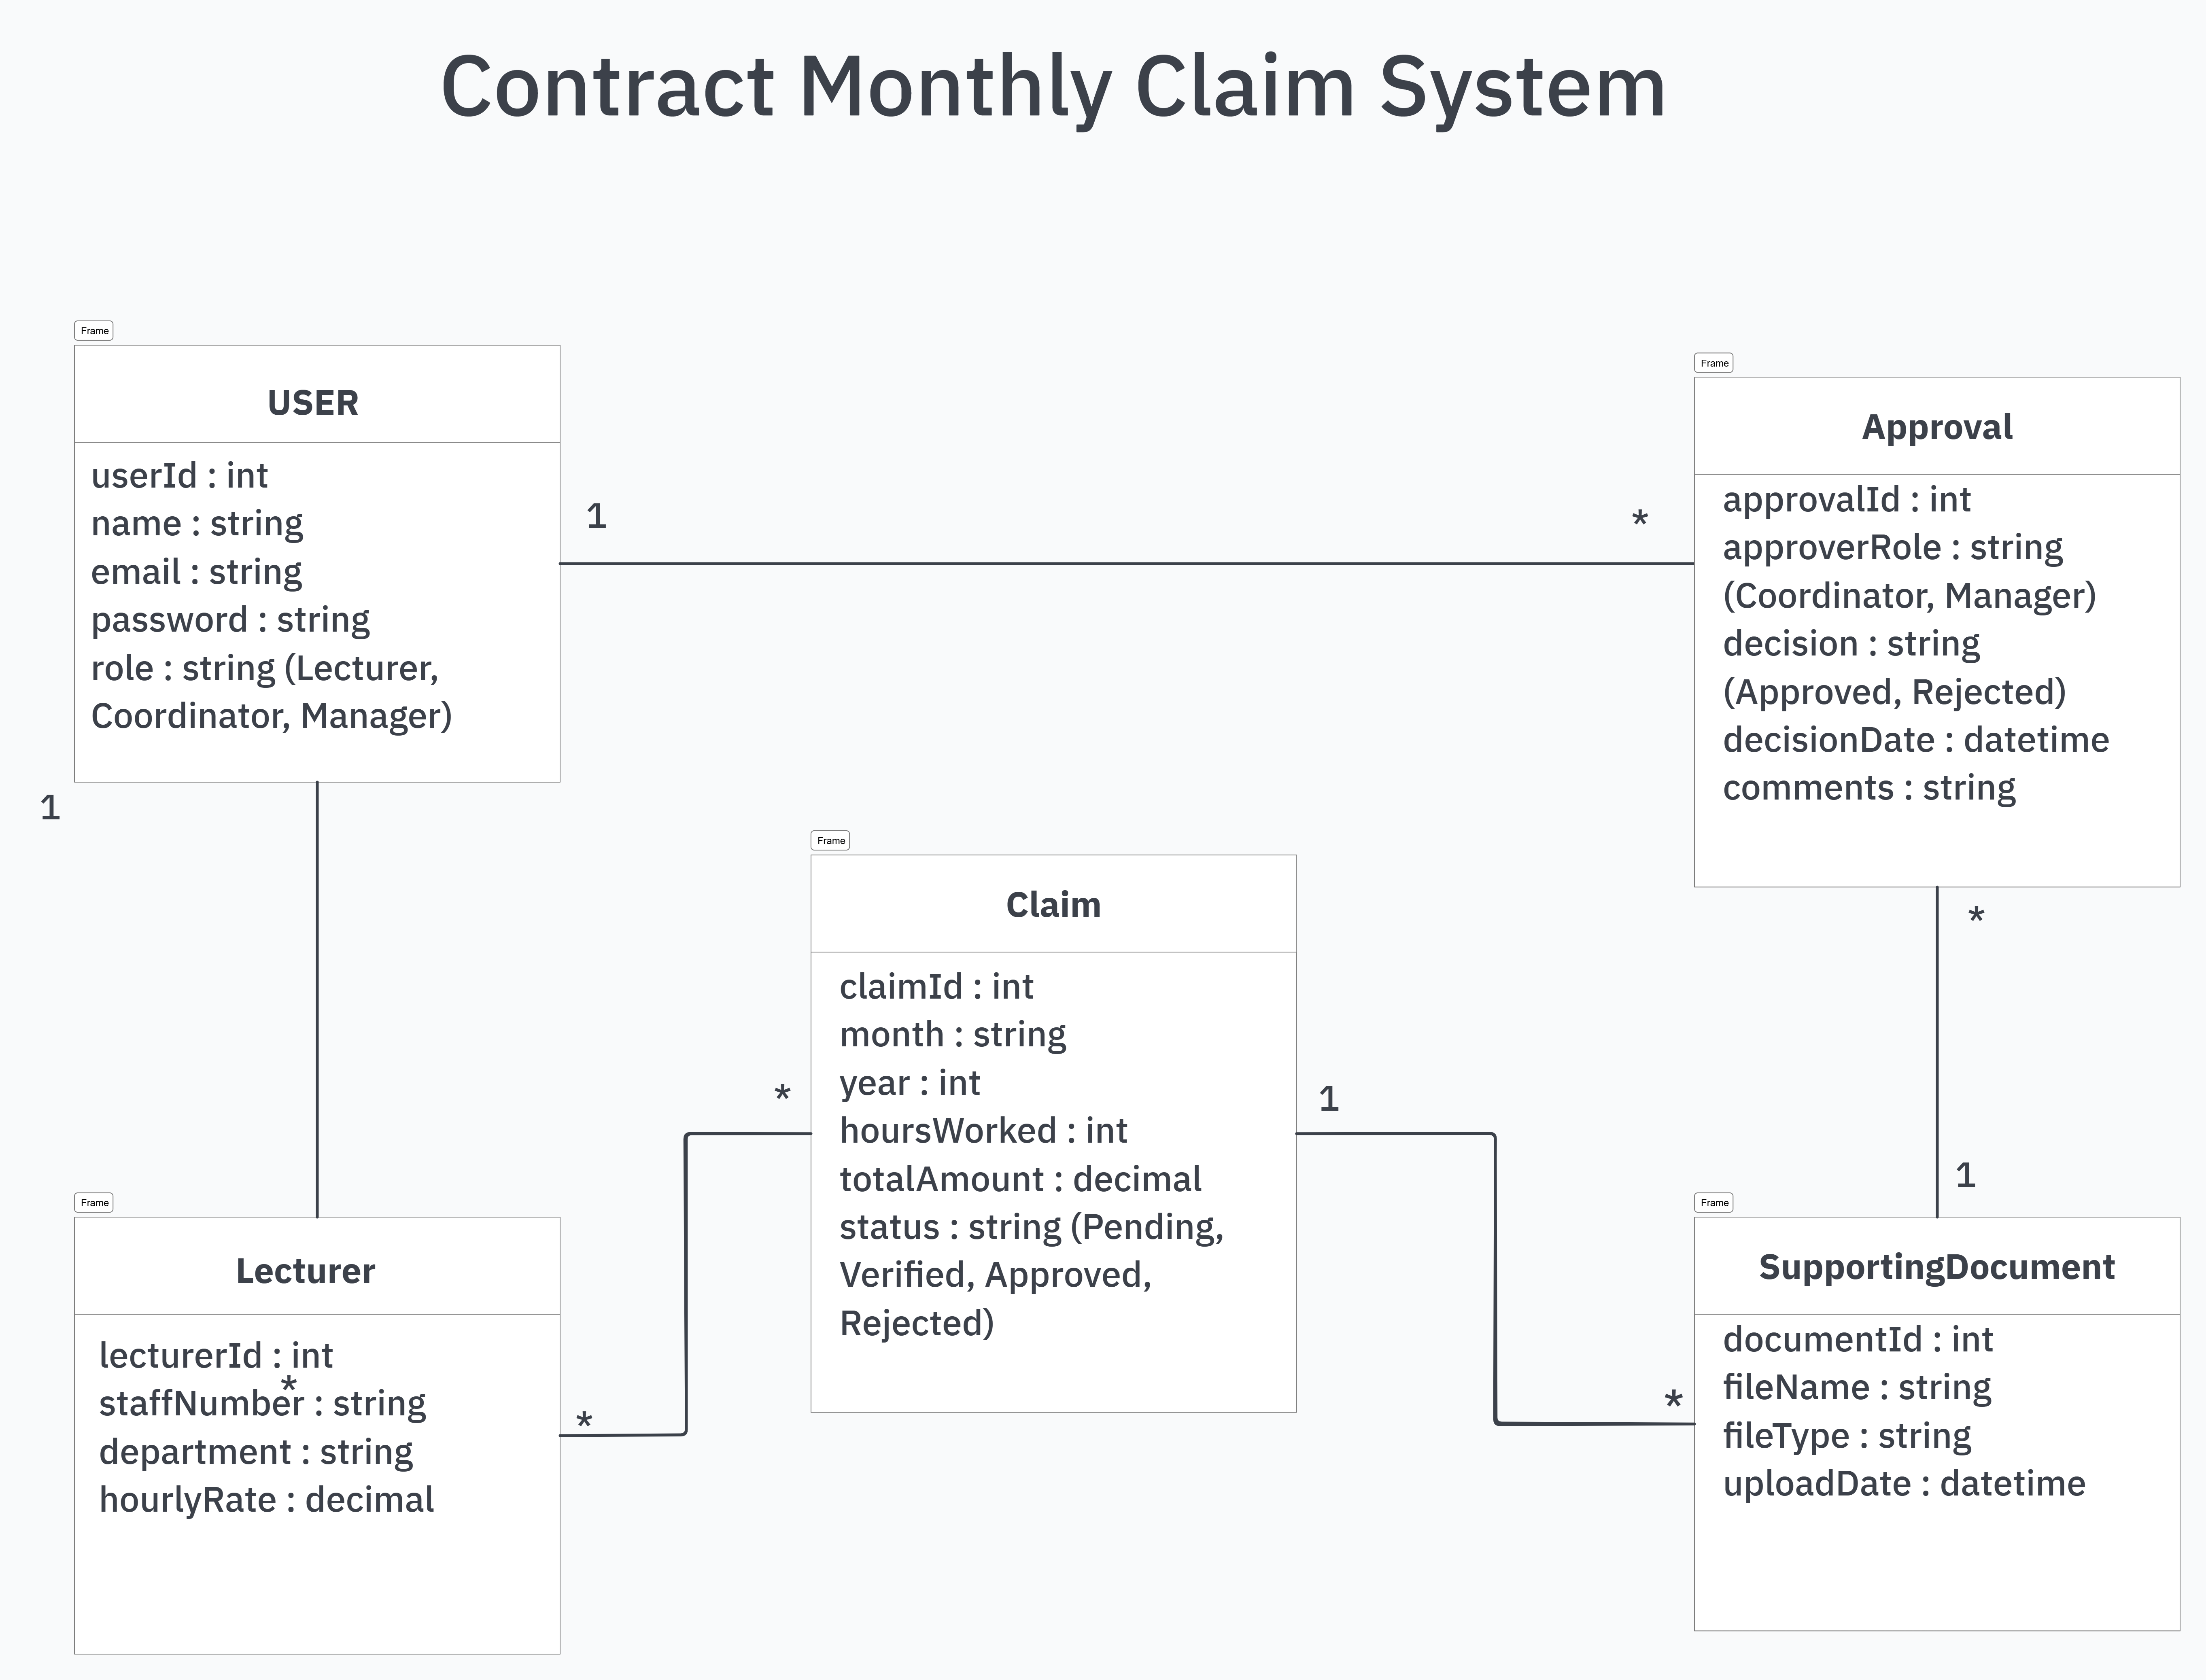 Contract Monthly Claim System
Frame
USER
userId : int
name : string
email : string
password : string
role : string (Lecturer,
Coordinator, Manager)
1
*
1
Frame
Approval
approvalId : int
approverRole : string
(Coordinator, Manager)
decision : string
(Approved, Rejected)
decisionDate : datetime
comments : string
*
1
Frame
Claim
claimId : int
month : string
year : int
hoursWorked : int
totalAmount : decimal
status : string (Pending,
Verified, Approved,
Rejected)
*
1
Frame
Lecturer
lecturerId : int
*
staffNumber : string
department : string
hourlyRate : decimal
*
*
Frame
SupportingDocument
documentId : int
fileName : string
fileType : string
uploadDate : datetime